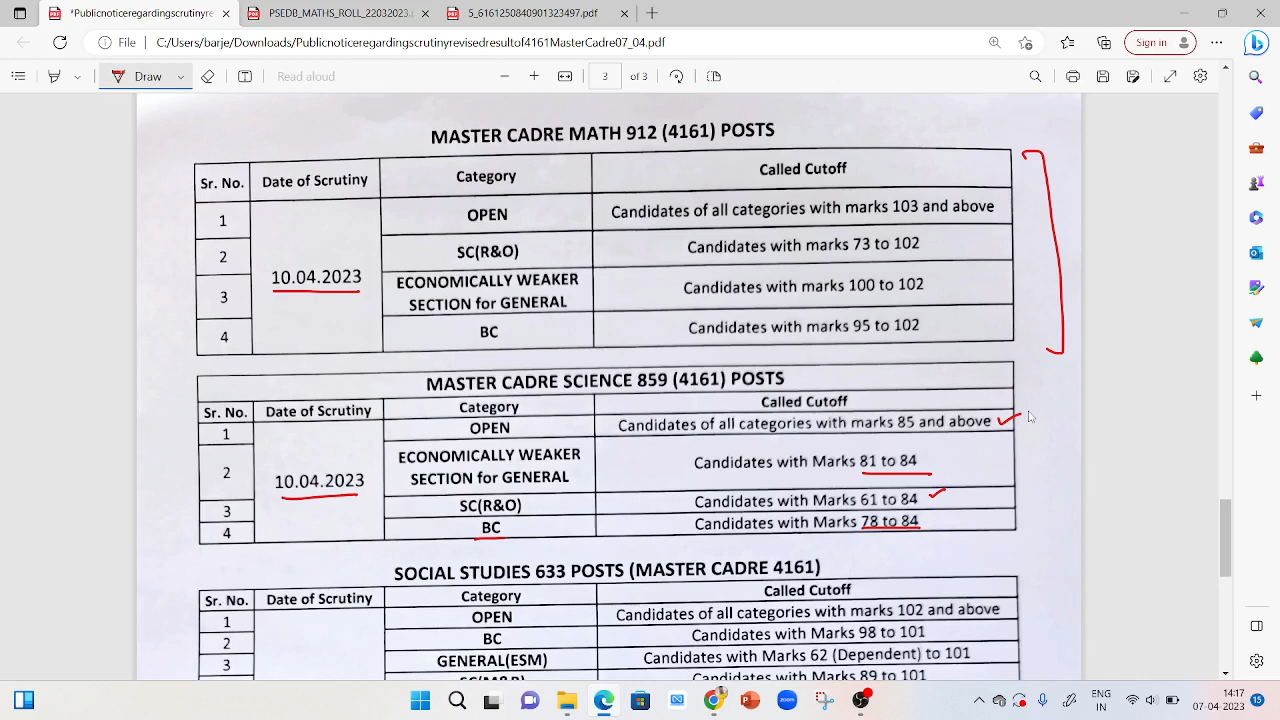 *Publicnoticeregardingscrutinyre
PSEDB_MATHS_ROLL_22032023.
5_6161250840901323497.pdf
File
C:/Users/barje/Downloads/Publicnoticeregardingscrutinyrevisedresultof4161MasterCadre07_04.pdf
Sign in
Draw
Read aloud
3 of 3
MASTER CADRE MATH 912 (4161) POSTS
Sr. No. Date of Scrutiny Category Called Cutoff
1 OPEN Candidates of all categories with marks 103 and above
2 SC(R&O) Candidates with marks 73 to 102
10.04.2023
3 ECONOMICALLY WEAKER SECTION for GENERAL Candidates with marks 100 to 102
4 BC Candidates with marks 95 to 102
MASTER CADRE SCIENCE 859 (4161) POSTS
Sr. No. Date of Scrutiny Category Called Cutoff
1 OPEN Candidates of all categories with marks 85 and above
2 ECONOMICALLY WEAKER SECTION for GENERAL Candidates with Marks 81 to 84
10.04.2023
3 SC(R&O) Candidates with Marks 61 to 84
4 BC Candidates with Marks 78 to 84
SOCIAL STUDIES 633 POSTS (MASTER CADRE 4161)
Sr. No. Date of Scrutiny Category Called Cutoff
1 OPEN Candidates of all categories with marks 102 and above
2 BC Candidates with Marks 98 to 101
3 GENERAL(ESM) Candidates with Marks 62 (Dependent) to 101
SC(M&B) Candidates with Marks 89 to 101
ENG
IN
14:17
07-04-2023
15